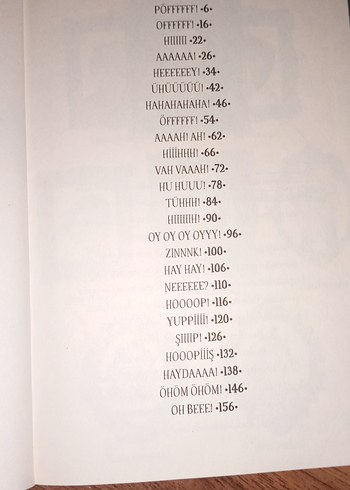 PÖFFFFFF! •6•
OFFFFFF! •16•
HIIIIII •22•
AAAAAA! •26•
HEEEEEEY! •34•
ÜHÜÜÜÜÜ! •42•
HAHAHAHAHA! •46•
ÖFFFFFF! •54•
AAAAH! AH! •62•
HİİİHHH! •66•
VAH VAAAH! •72•
HU HUUU! •78•
TÜHHH! •84•
HIIIIIIIH! •90•
OY OY OY OYYY! •96•
ZINNNK! •100•
HAY HAY! •106•
NEEEEEE? •110•
HOOOOP! •116•
YUPPİİİİ! •120•
ŞIIIIP! •126•
HOOOPİİİŞ •132•
HAYDAAAA! •138•
ÖHÖM ÖHÖM! •146•
OH BEEE! •156•